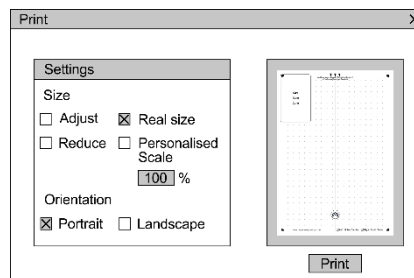 Print
Settings
Size
Adjust Real size
Reduce Personalised
Scale
100 %
Orientation
Portrait Landscape
Print